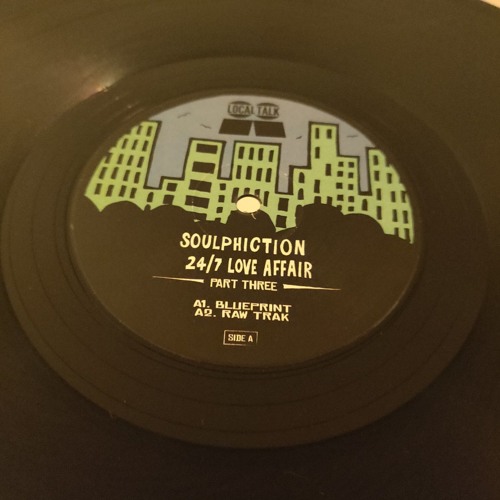 LOCAL TALK
SOULPHICTION
24/7 LOVE AFFAIR
PART THREE
A1. BLUEPRINT
A2. RAW TRAK
SIDE A